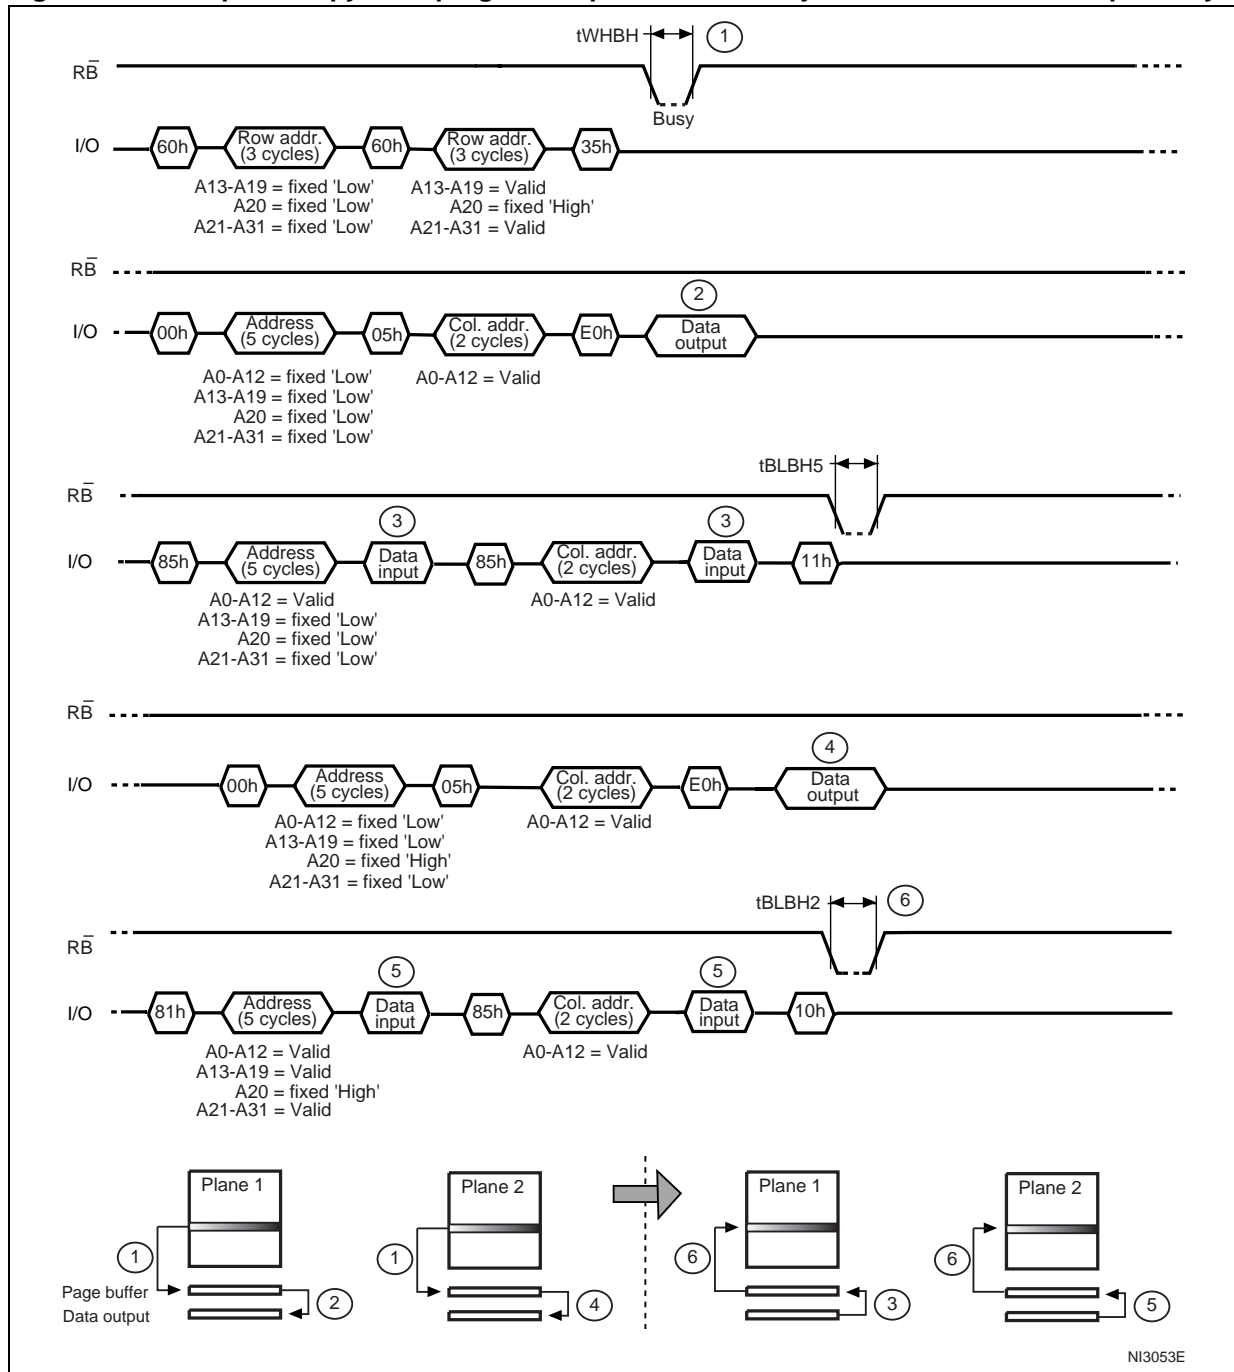 tWHBH 1
RB̅
Busy
I/O 60h Row addr. (3 cycles) 60h Row addr. (3 cycles) 35h
A13-A19 = fixed 'Low' A13-A19 = Valid
A20 = fixed 'Low' A20 = fixed 'High'
A21-A31 = fixed 'Low' A21-A31 = Valid
RB̅
2
I/O 00h Address (5 cycles) 05h Col. addr. (2 cycles) E0h Data output
A0-A12 = fixed 'Low' A0-A12 = Valid
A13-A19 = fixed 'Low'
A20 = fixed 'Low'
A21-A31 = fixed 'Low'
tBLBH5
RB̅
3 3
I/O 85h Address (5 cycles) Data input 85h Col. addr. (2 cycles) Data input 11h
A0-A12 = Valid A0-A12 = Valid
A13-A19 = fixed 'Low'
A20 = fixed 'Low'
A21-A31 = fixed 'Low'
RB̅
4
I/O 00h Address (5 cycles) 05h Col. addr. (2 cycles) E0h Data output
A0-A12 = fixed 'Low' A0-A12 = Valid
A13-A19 = fixed 'Low'
A20 = fixed 'High'
A21-A31 = fixed 'Low'
tBLBH2 6
RB̅
5 5
I/O 81h Address (5 cycles) Data input 85h Col. addr. (2 cycles) Data input 10h
A0-A12 = Valid A0-A12 = Valid
A13-A19 = Valid
A20 = fixed 'High'
A21-A31 = Valid
Plane 1 Plane 2 Plane 1 Plane 2
1 1 6 6
Page buffer
2 4 3 5
Data output
NI3053E